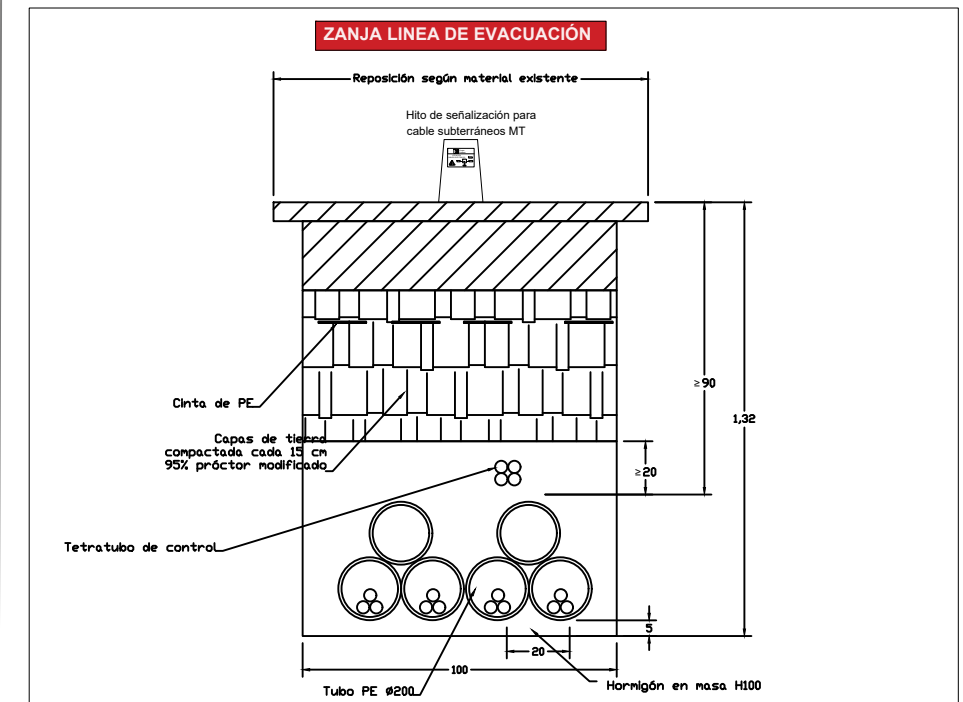 ZANJA LINEA DE EVACUACIÓN
Reposición según material existente
Hito de señalización para
cable subterráneos MT
≥90
1,32
Cinta de PE
Capas de tierra
compactada cada 15 cm
95% próctor modificado
≥20
Tetratubo de control
5
20
100
Tubo PE Ø200
Hormigón en masa H100